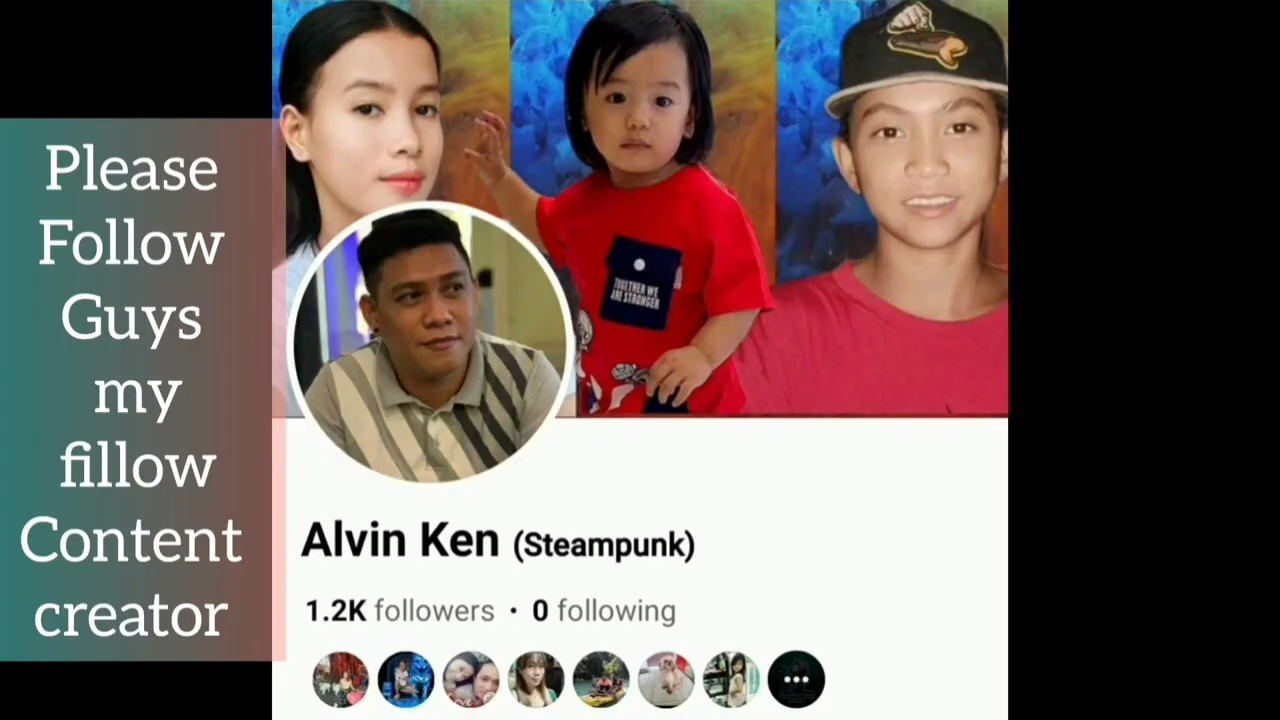 Please
Follow
Guys
my
fillow
Content
creator
TOGETHER WE
ARE STRONGER
Alvin Ken (Steampunk)
1.2K followers · 0 following